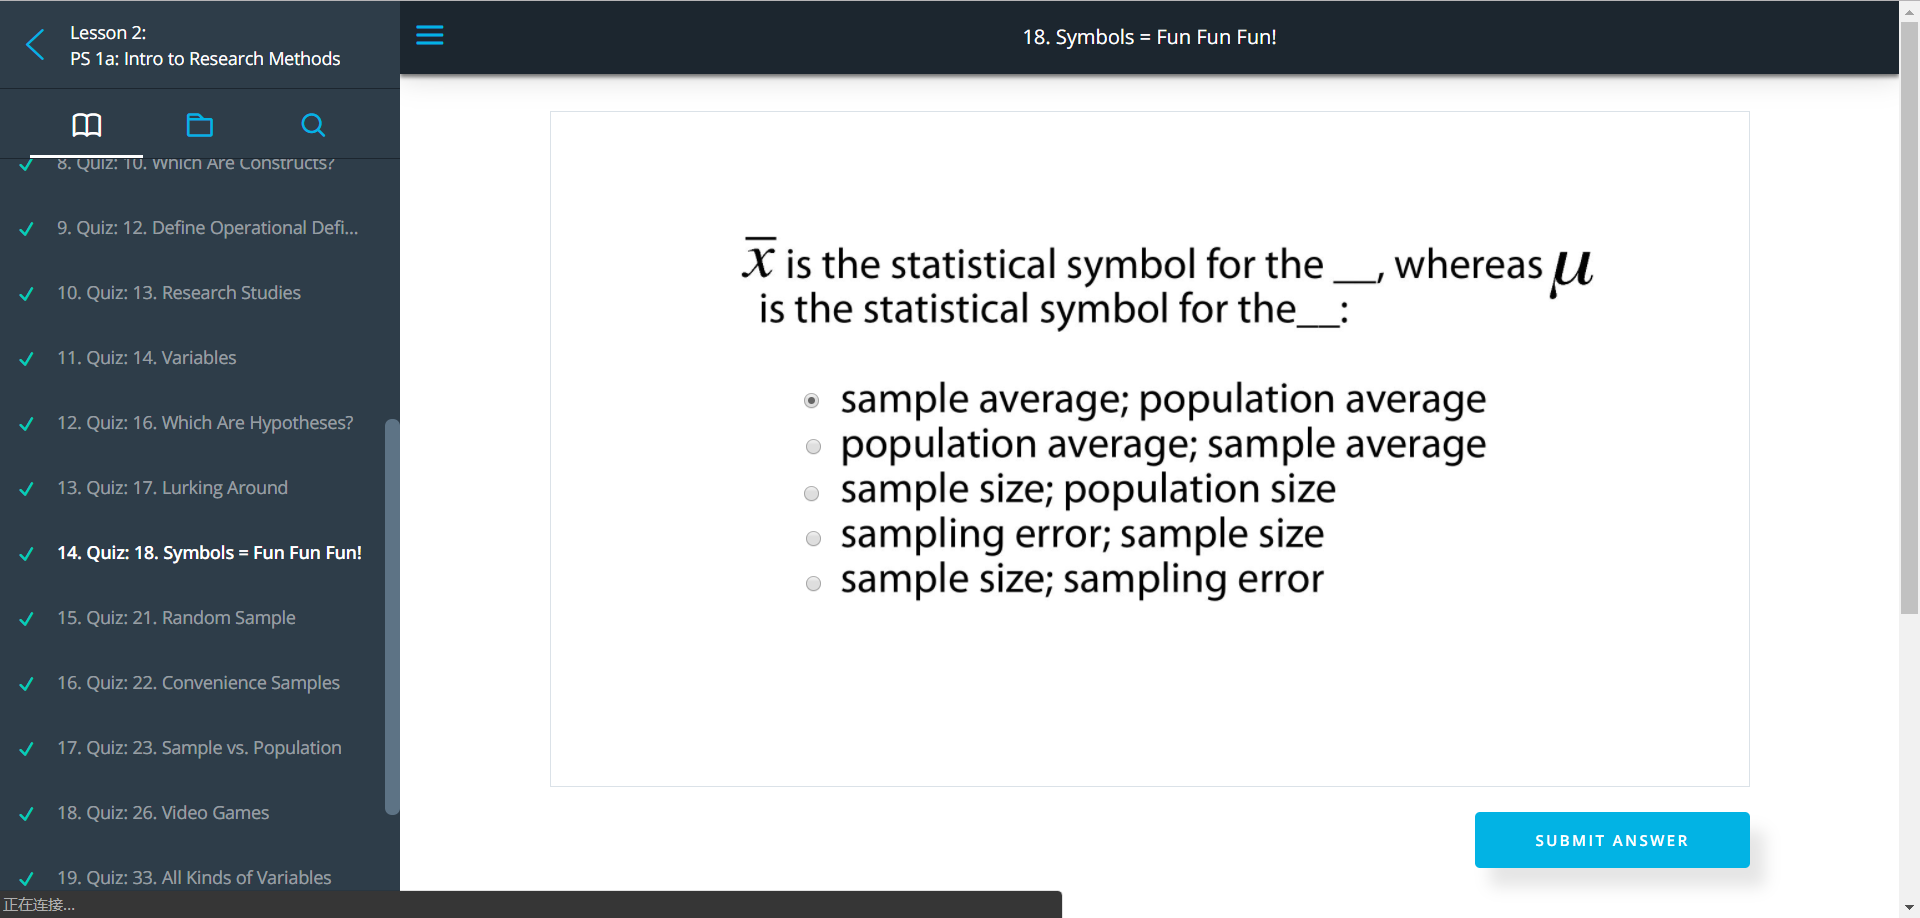 Lesson 2:
PS 1a: Intro to Research Methods
18. Symbols = Fun Fun Fun!
8. Quiz: 10. Which Are Constructs?
9. Quiz: 12. Define Operational Defi...
10. Quiz: 13. Research Studies
11. Quiz: 14. Variables
12. Quiz: 16. Which Are Hypotheses?
13. Quiz: 17. Lurking Around
14. Quiz: 18. Symbols = Fun Fun Fun!
15. Quiz: 21. Random Sample
16. Quiz: 22. Convenience Samples
17. Quiz: 23. Sample vs. Population
18. Quiz: 26. Video Games
19. Quiz: 33. All Kinds of Variables
正在连接...
x̅ is the statistical symbol for the __, whereas μ
is the statistical symbol for the__:
sample average; population average
population average; sample average
sample size; population size
sampling error; sample size
sample size; sampling error
SUBMIT ANSWER